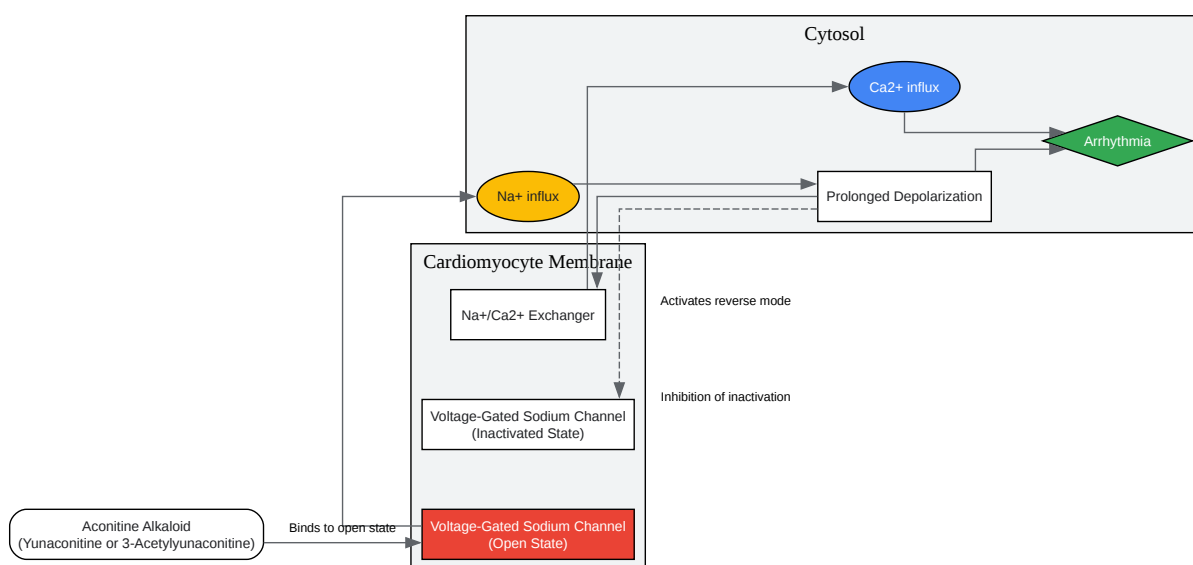 Cytosol
Ca2+ influx
Arrhythmia
Na+ influx
Prolonged Depolarization
Cardiomyocyte Membrane
Na+/Ca2+ Exchanger
Activates reverse mode
Inhibition of inactivation
Voltage-Gated Sodium Channel
(Inactivated State)
Aconitine Alkaloid
(Yunaconitine or 3-Acetylyunaconitine)
Binds to open state
Voltage-Gated Sodium Channel
(Open State)